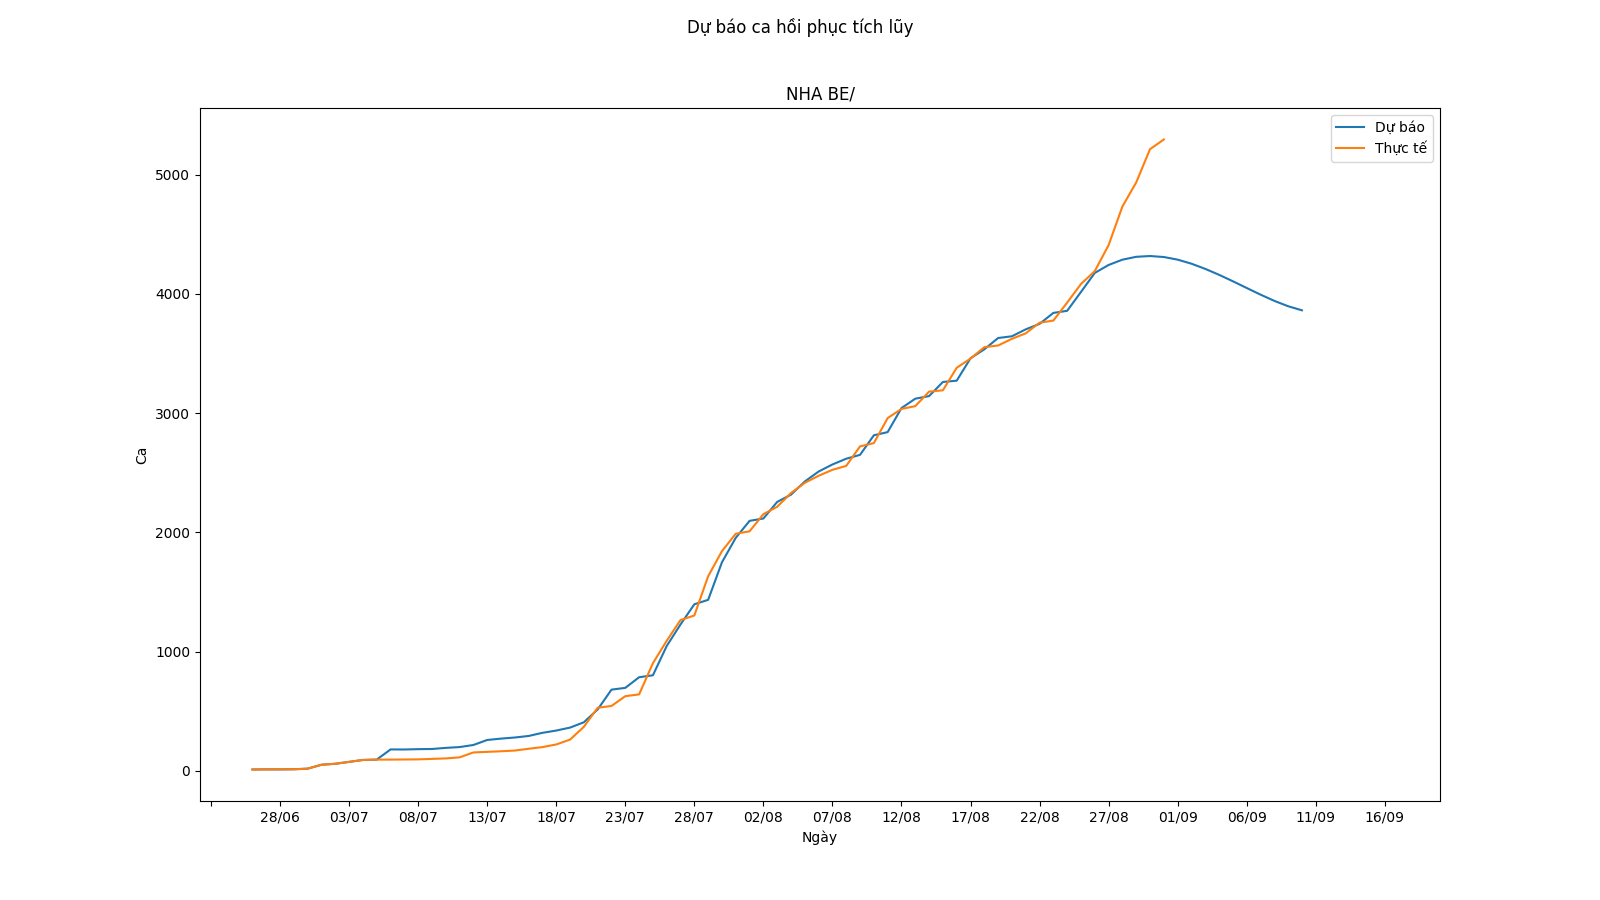 Dự báo ca hồi phục tích lũy
NHA BE/
Dự báo
Thực tế
5000
4000
3000
2000
1000
0
Ca
28/06 03/07 08/07 13/07 18/07 23/07 28/07 02/08 07/08 12/08 17/08 22/08 27/08 01/09 06/09 11/09 16/09
Ngày